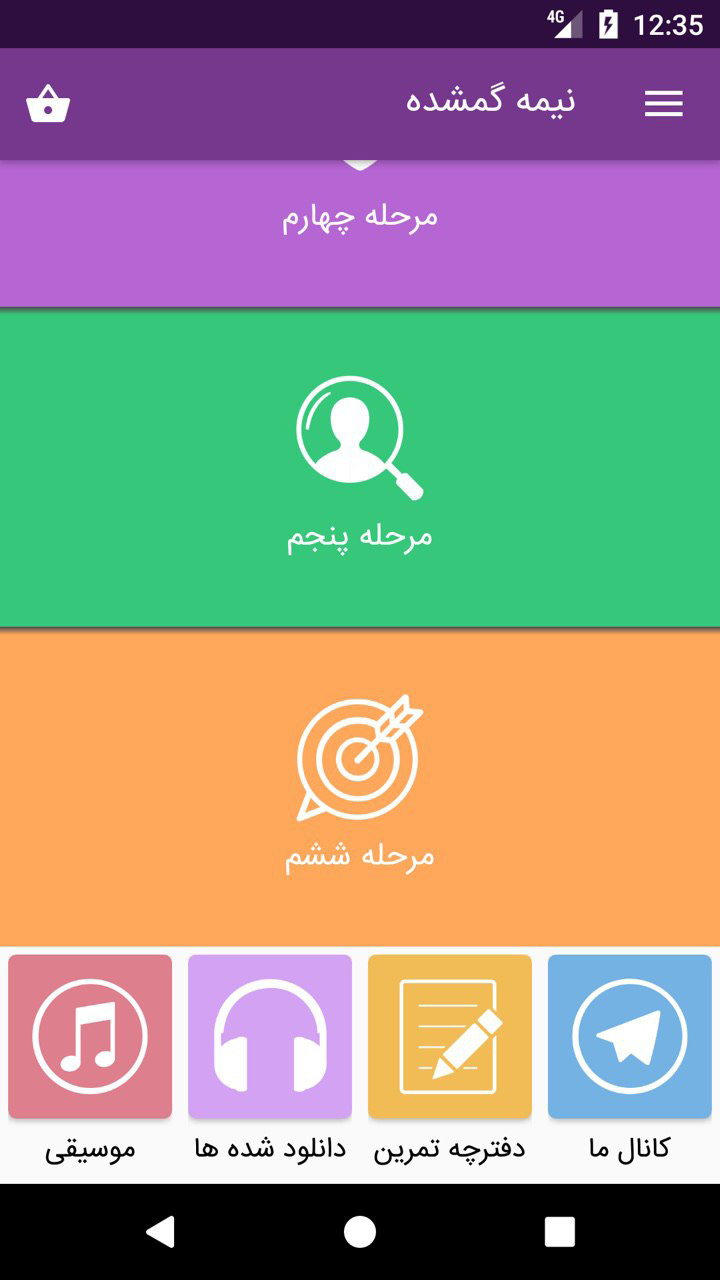 4G 12:35
نیمه گمشده
مرحله چهارم
مرحله پنجم
مرحله ششم
کانال ما
دفترچه تمرین
دانلود شده ها
موسیقی